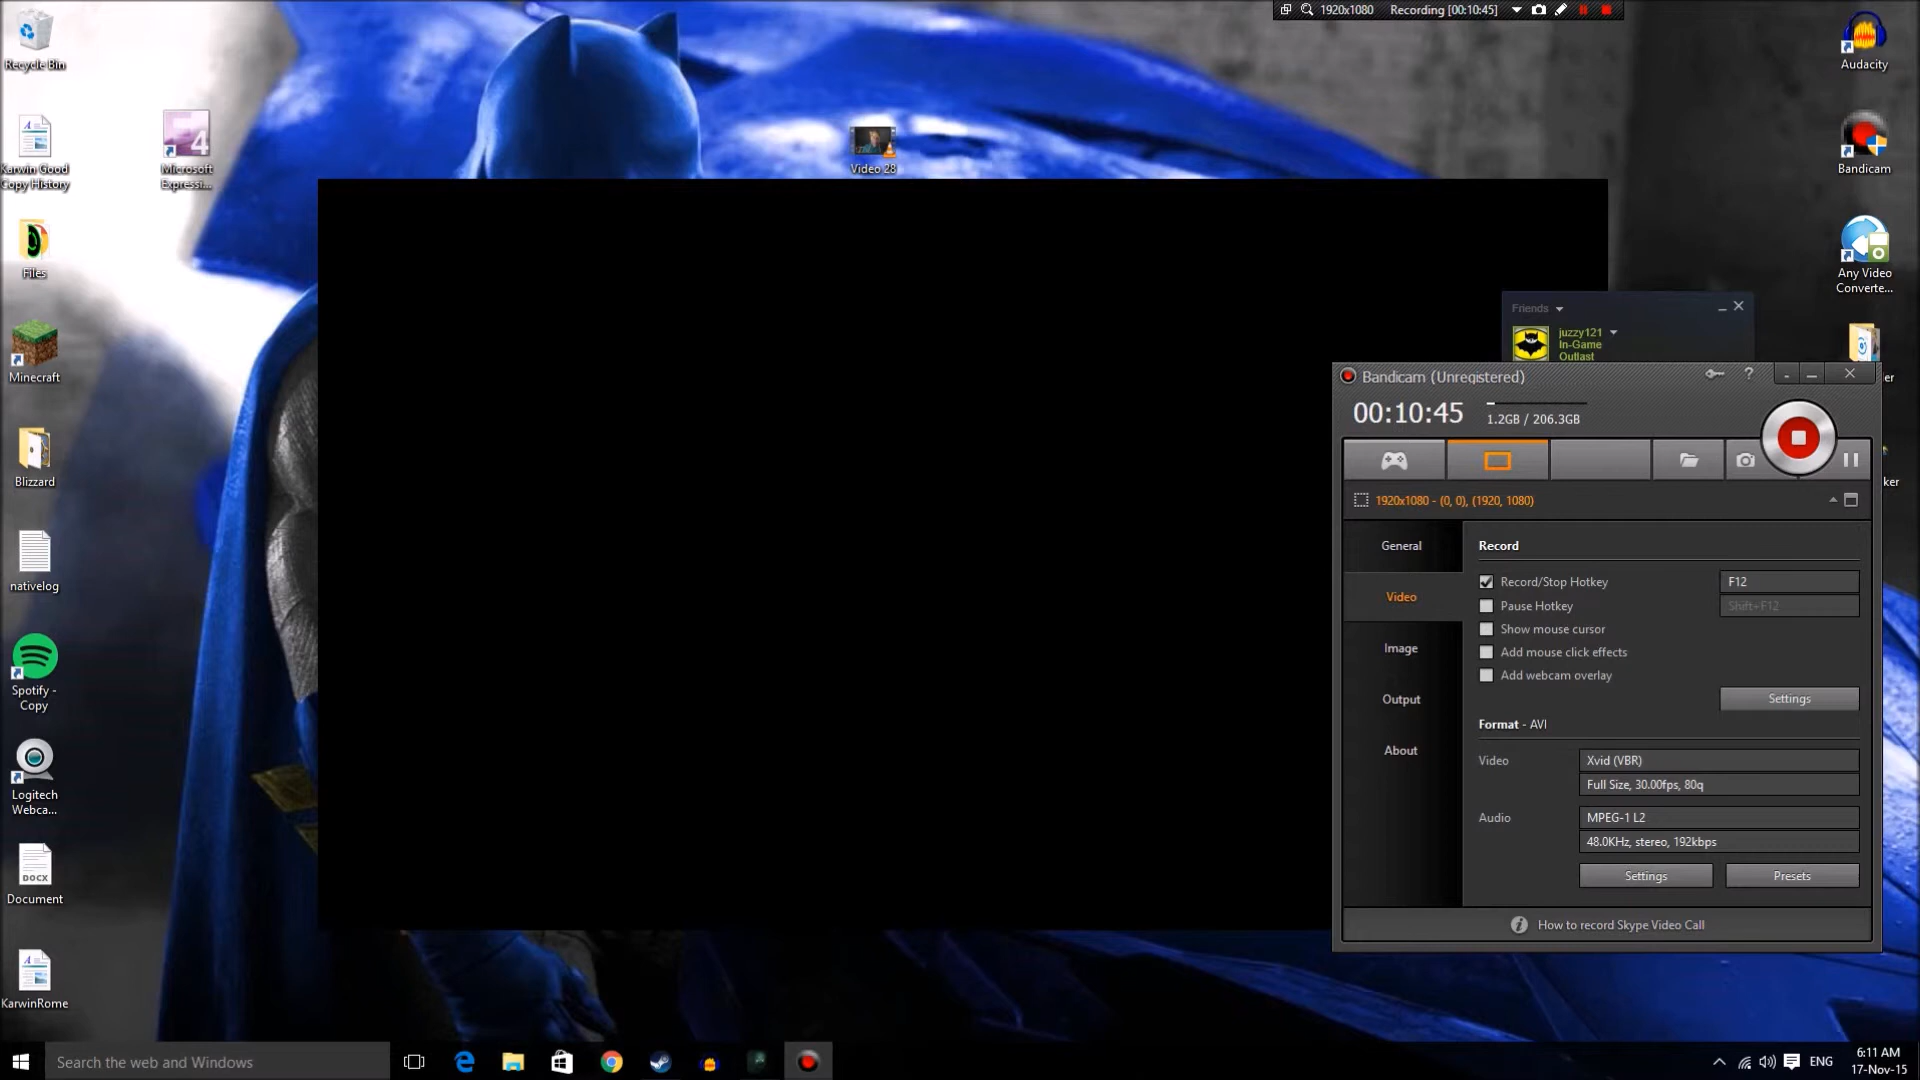 1920x1080
Recording [00:10:45]
Recycle Bin
Karwin Good
Copy History
Files
Minecraft
Blizzard
nativelog
Spotify -
Copy
Logitech
Webca...
DOCX
Document
KarwinRome
4
Microsoft
Expressi...
Video 28
Audacity
Bandicam
Any Video
Converte...
er
ker
Friends
juzzy121
In-Game
Outlast
Bandicam (Unregistered)
?
00:10:45
1.2GB / 206.3GB
1920x1080 - (0, 0), (1920, 1080)
General
Video
Image
Output
About
Record
Record/Stop Hotkey
F12
Pause Hotkey
Shift+F12
Show mouse cursor
Add mouse click effects
Add webcam overlay
Settings
Format - AVI
Video
Xvid (VBR)
Full Size, 30.00fps, 80q
Audio
MPEG-1 L2
48.0KHz, stereo, 192kbps
Settings
Presets
How to record Skype Video Call
Search the web and Windows
ENG
6:11 AM
17-Nov-15